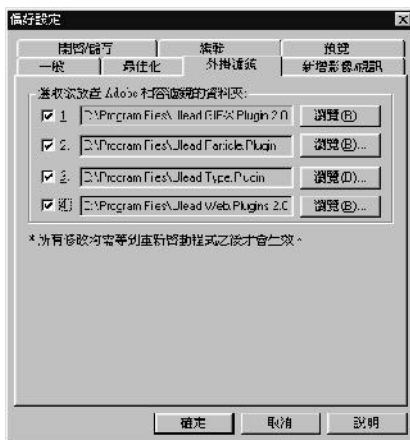 偏好設定
開啟/儲存 編輯 預覽
一般 最佳化 外掛濾鏡 新增影像/視訊
選取欲放置 Adobe 相容濾鏡的資料夾:
1. C:\Program Files\Ulead GIF-X.Plugin 2.0 瀏覽(R)
2. C:\Program Files\Ulead Particle.Plugin 瀏覽(E)...
3. C:\Program Files\Ulead Type.Plugin 瀏覽(O)...
4. C:\Program Files\Ulead Web.Plugins 2.0 瀏覽(B)...
*所有修改均需等到重新啟動程式之後才會生效。
確定 取消 說明